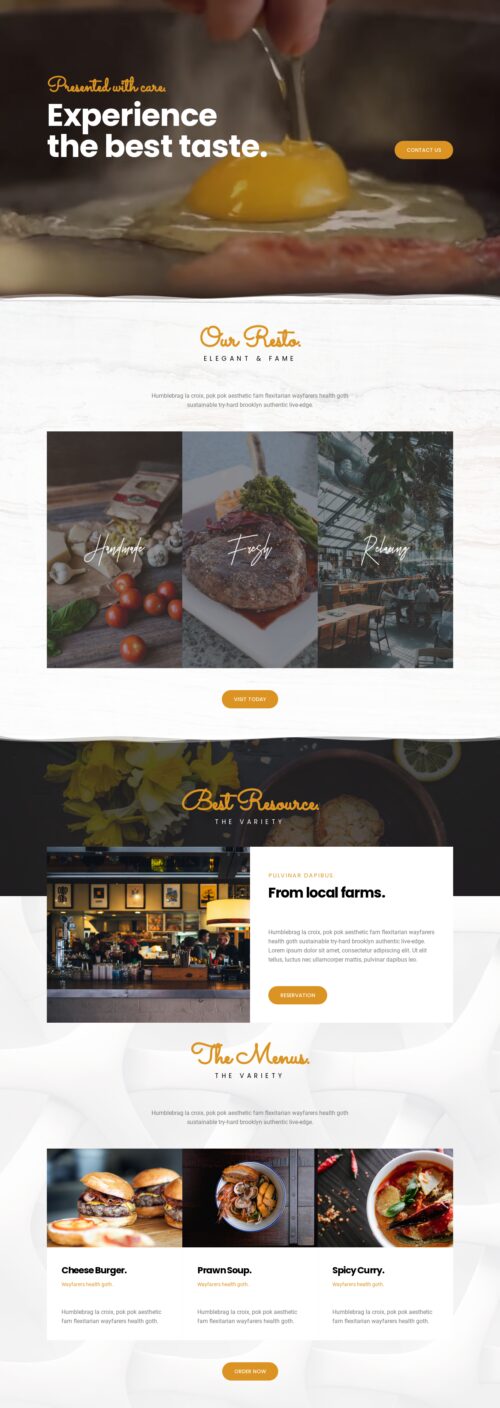 Presented with care.
Experience
the best taste.
CONTACT US
Our Resto.
ELEGANT & FAME
Humblebrag la croix, pok pok aesthetic fam flexitarian wayfarers health goth
sustainable try-hard brooklyn authentic live-edge.
Handmade
Fresh
Relaxing
VISIT TODAY
Best Resource.
THE VARIETY
PULVINAR DAPIBUS
From local farms.
Humblebrag la croix, pok pok aesthetic fam flexitarian wayfarers
health goth sustainable try-hard brooklyn authentic live-edge.
Lorem ipsum dolor sit amet, consectetur adipiscing elit. Ut elit
tellus, luctus nec ullamcorper mattis, pulvinar dapibus leo.
RESERVATION
The Menus.
THE VARIETY
Humblebrag la croix, pok pok aesthetic fam flexitarian wayfarers health goth
sustainable try-hard brooklyn authentic live-edge.
Cheese Burger.
Wayfarers health goth.
Humblebrag la croix, pok pok aesthetic
fam flexitarian wayfarers health goth.
Prawn Soup.
Wayfarers health goth.
Humblebrag la croix, pok pok aesthetic
fam flexitarian wayfarers health goth.
Spicy Curry.
Wayfarers health goth.
Humblebrag la croix, pok pok aesthetic
fam flexitarian wayfarers health goth.
ORDER NOW